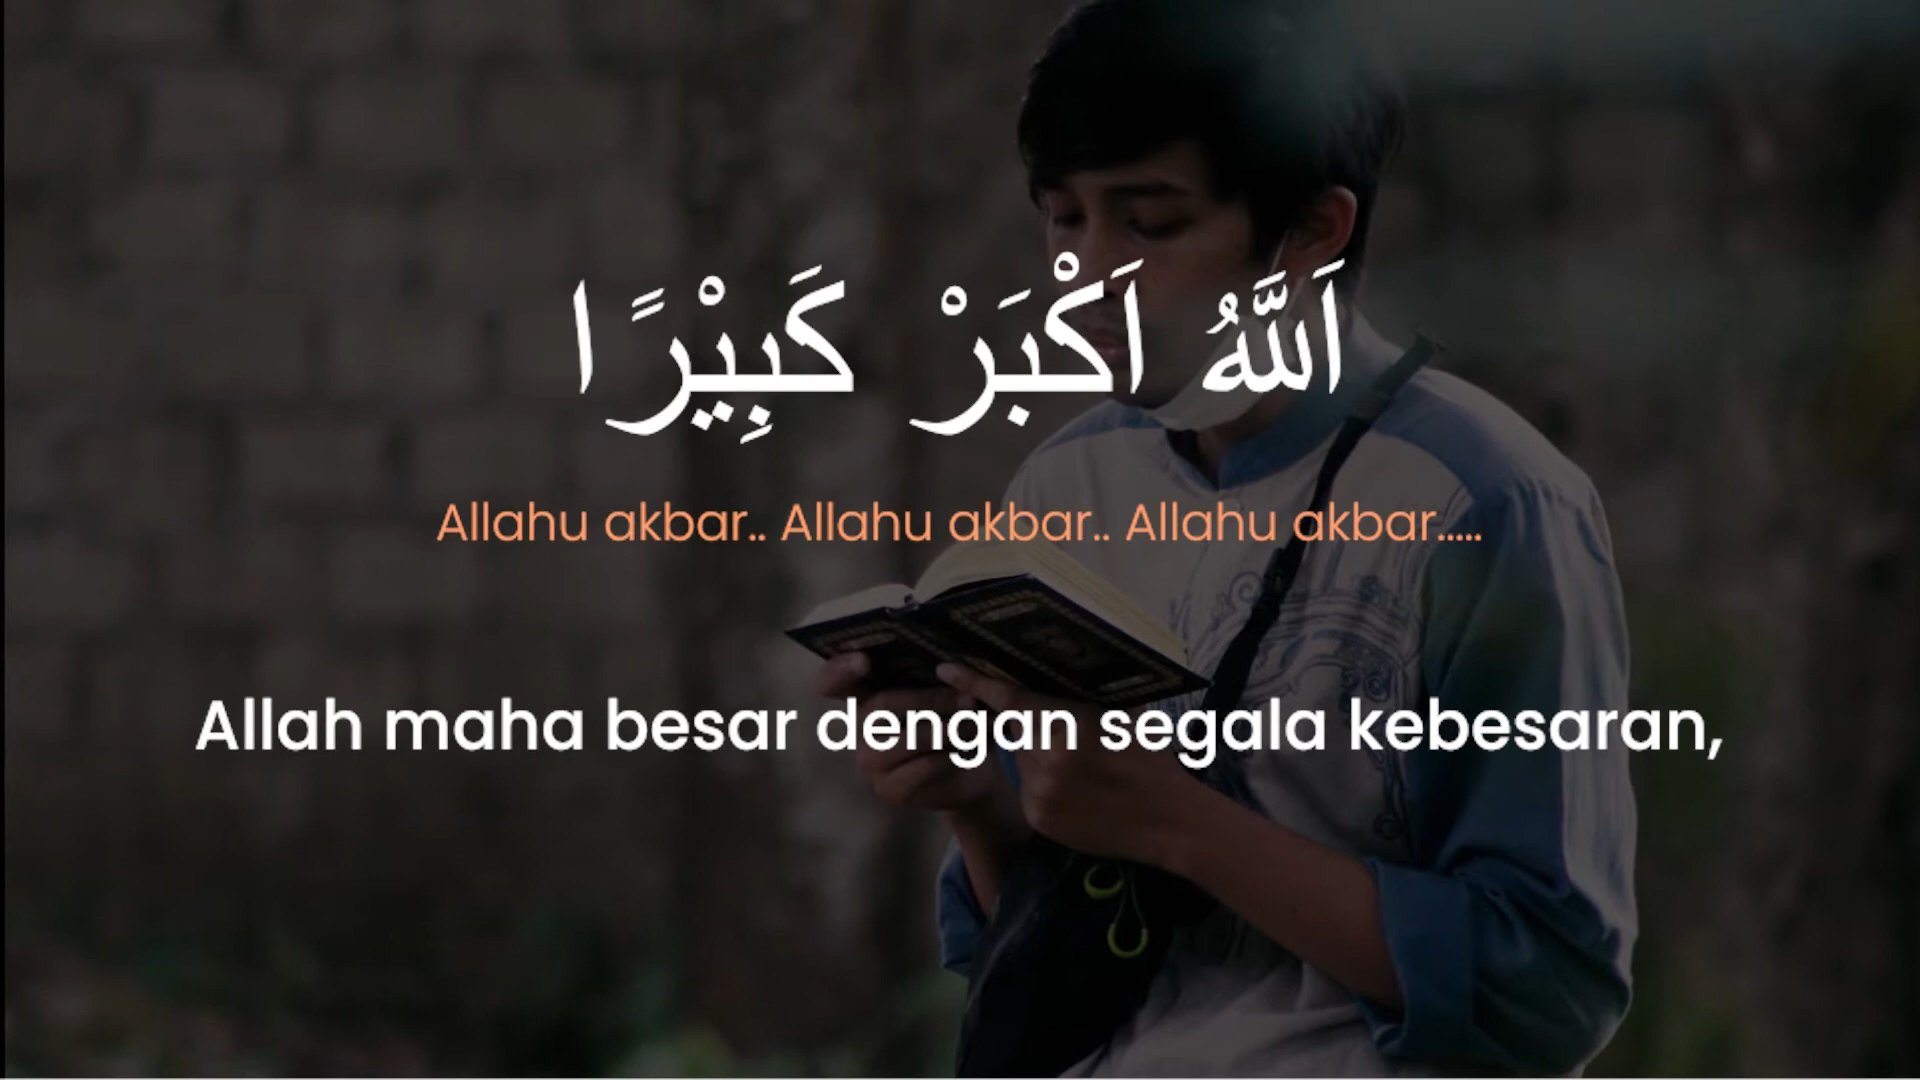 اَللَّهُ اَكْبَرْ كَبِيْرًا
Allahu akbar.. Allahu akbar.. Allahu akbar.....
Allah maha besar dengan segala kebesaran,